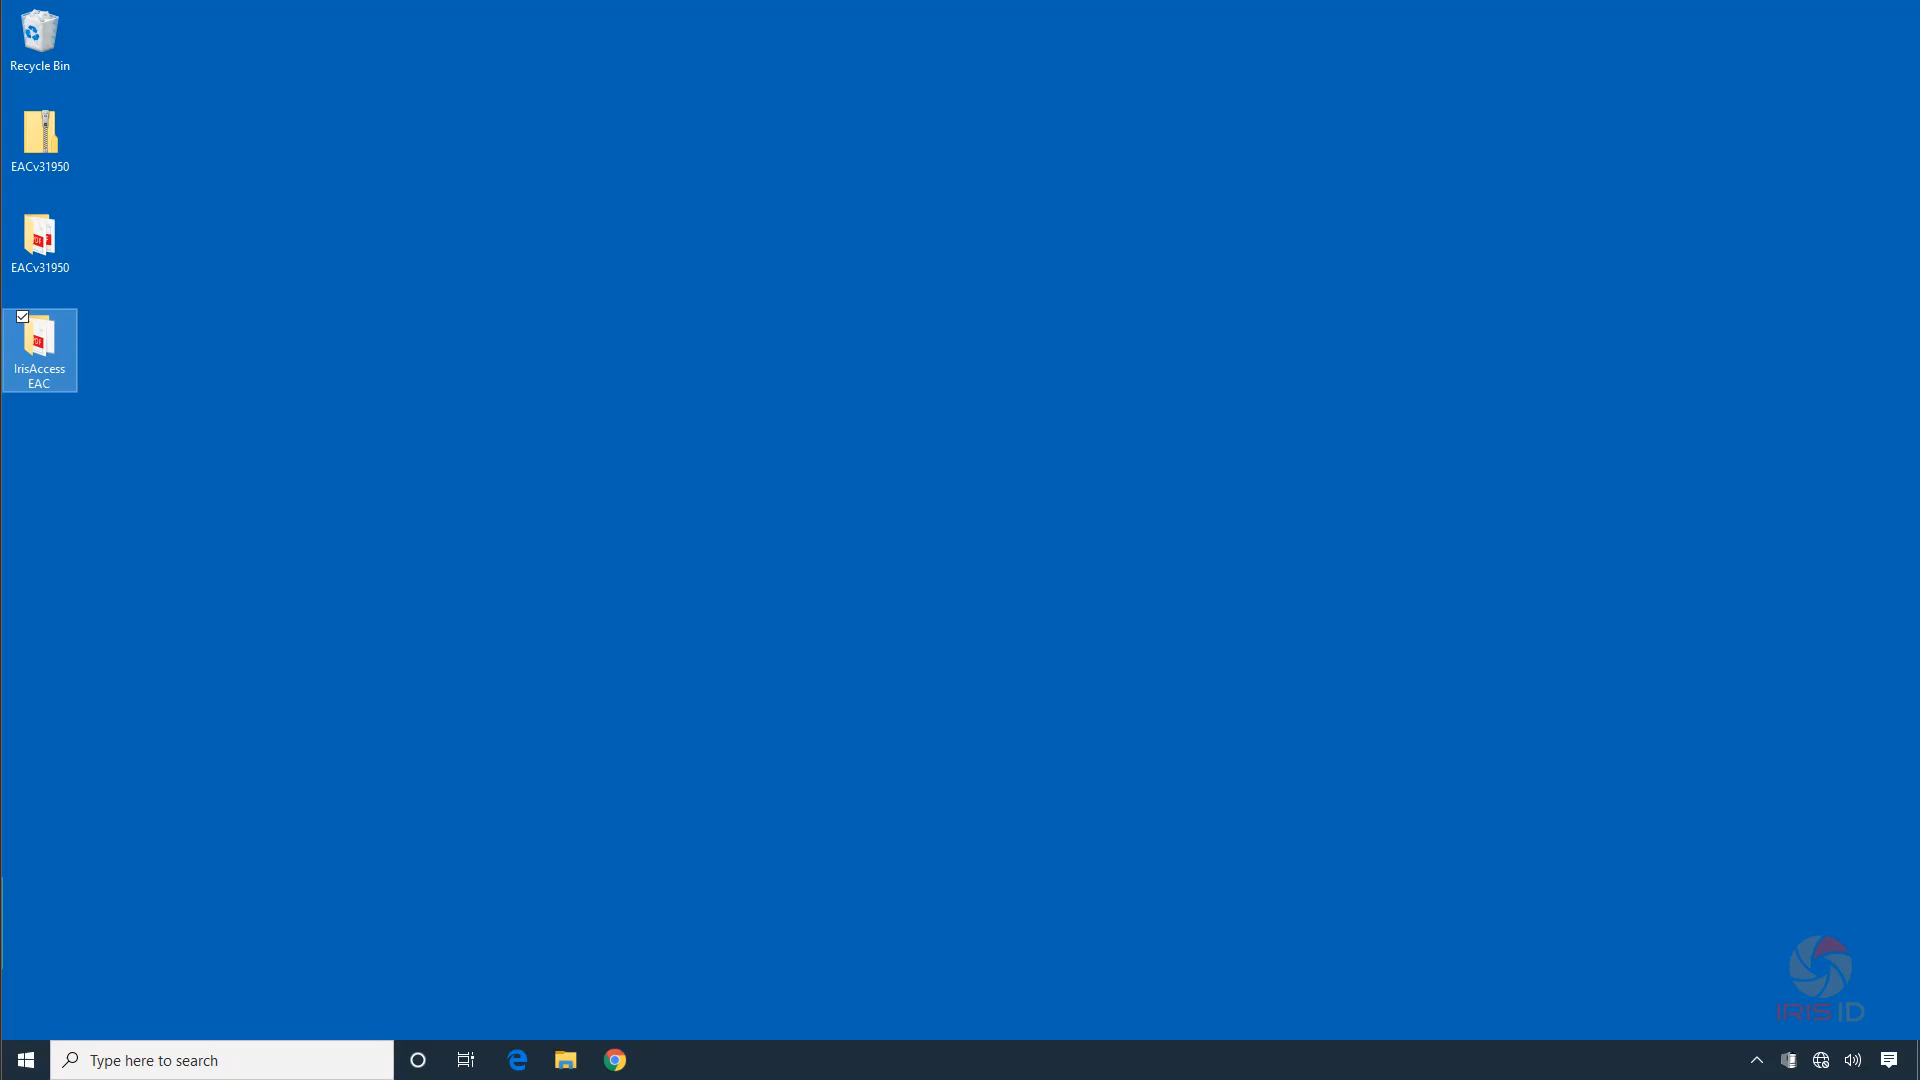 Recycle Bin
EACv31950
EACv31950
IrisAccess
EAC
IRIS ID
Type here to search